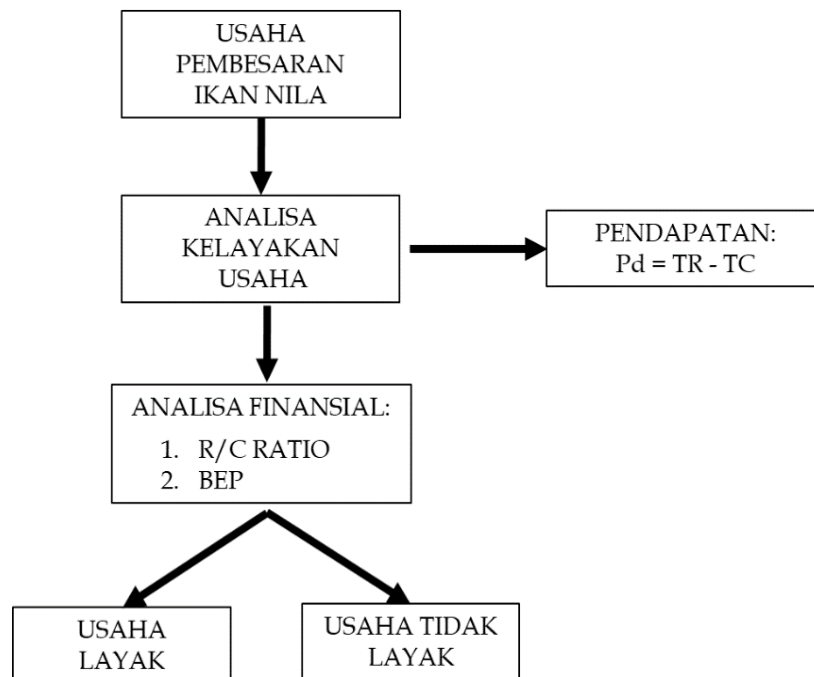 USAHA
PEMBESARAN
IKAN NILA
ANALISA
KELAYAKAN
USAHA
PENDAPATAN:
Pd = TR - TC
ANALISA FINANSIAL:
1. R/C RATIO
2. BEP
USAHA
LAYAK
USAHA TIDAK
LAYAK